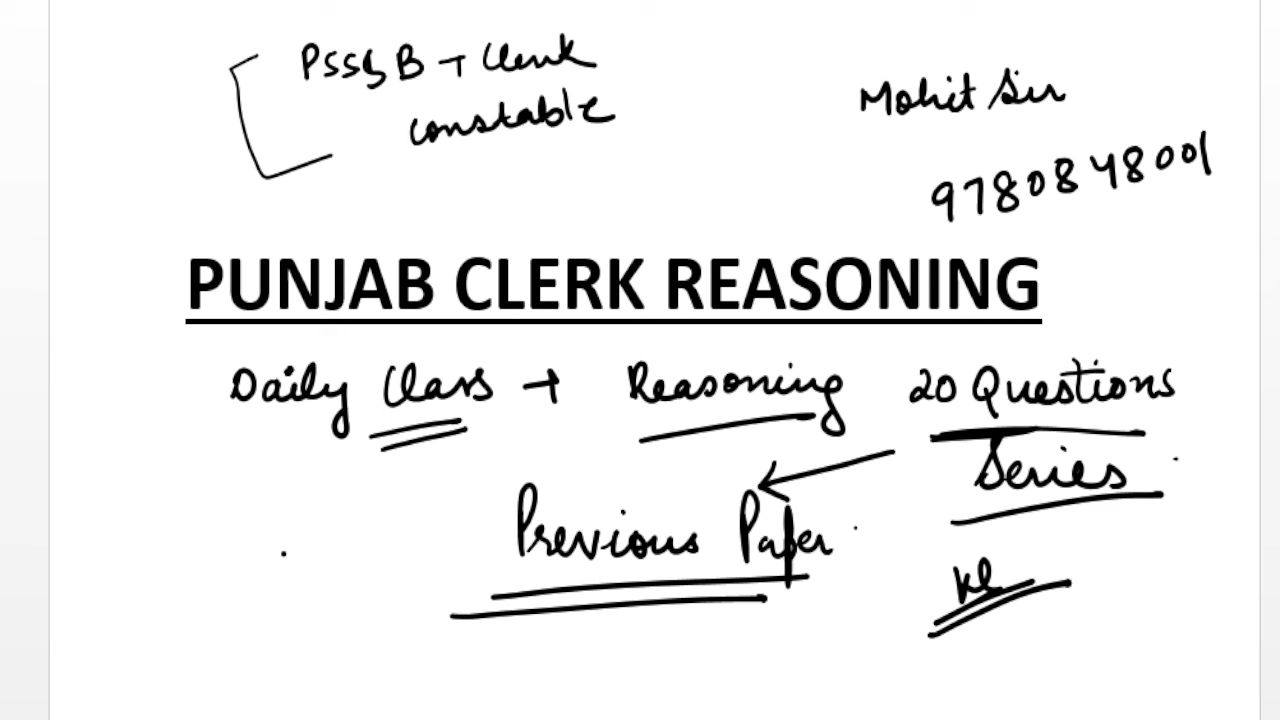 PSSSB → Clerk
constable
Mohit Sir
9780848001
PUNJAB CLERK REASONING
Daily Class → Reasoning 20 Questions
Series
Previous Paper